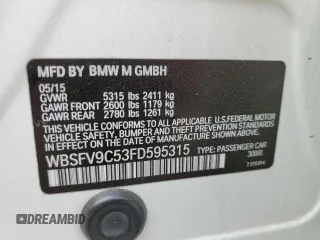 MFD BY BMW M GMBH
05/15
GVWR 5315 lbs 2411 kg
GAWR FRONT 2600 lbs 1179 kg
GAWR REAR 2780 lbs 1261 kg
THIS VEHICLE CONFORMS TO ALL APPLICABLE
U.S. FEDERAL MOTOR VEHICLE
SAFETY, BUMPER, AND THEFT
PREVENTION STANDARDS IN
EFFECT ON THE DATE OF
MANUFACTURE SHOWN ABOVE.
WBSFV9C53FD595315
TYPE: PASSENGER CAR
300/0
DREAMBID